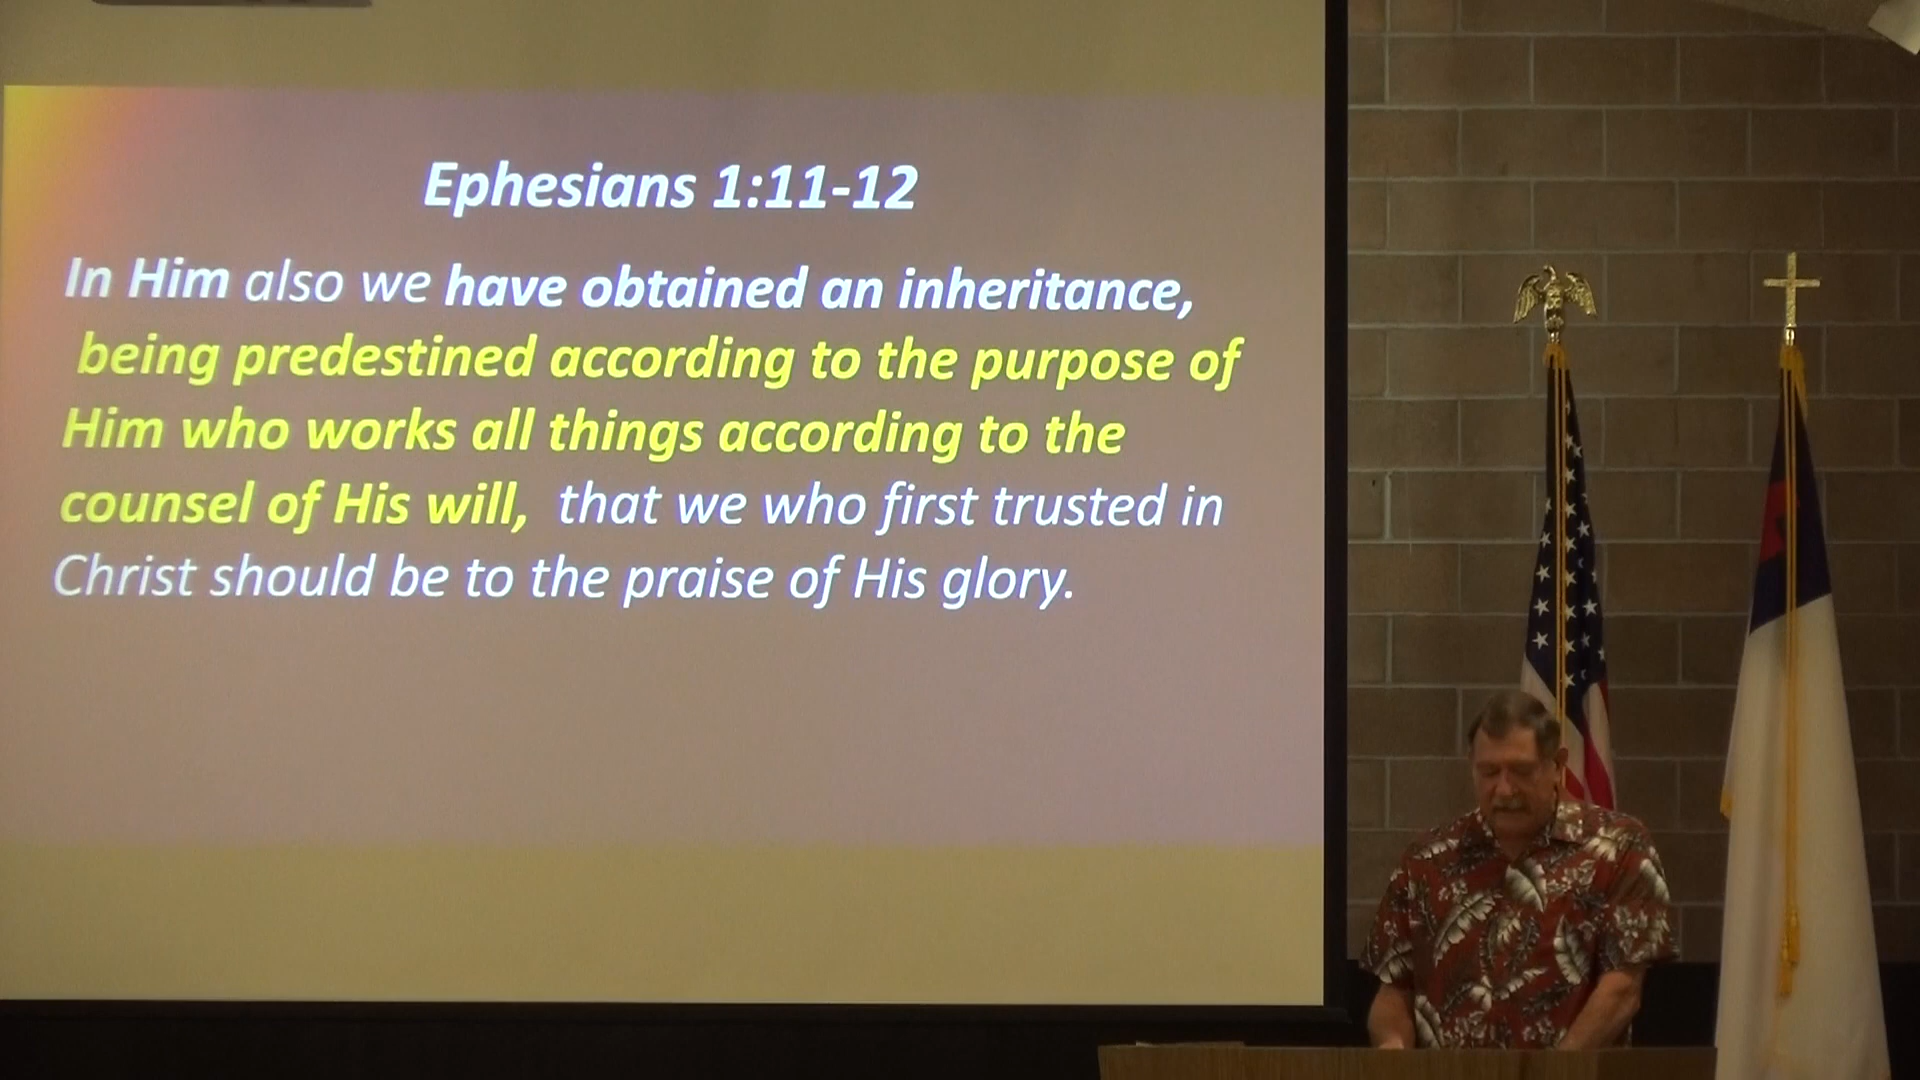 Ephesians 1:11-12
In Him also we have obtained an inheritance,
being predestined according to the purpose of
Him who works all things according to the
counsel of His will, that we who first trusted in
Christ should be to the praise of His glory.